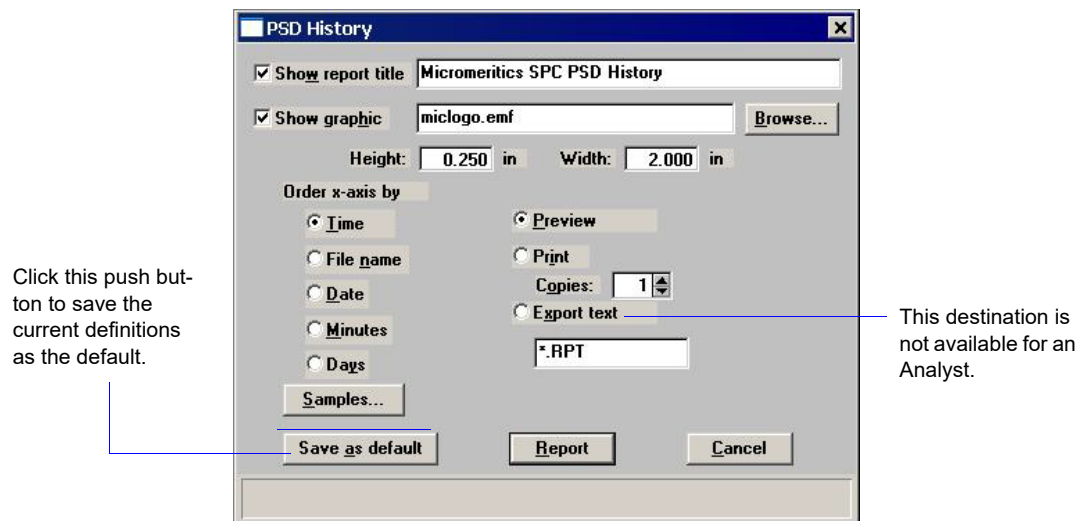 PSD History
Show report title Micromeritics SPC PSD History
Show graphic miclogo.emf Browse...
Height: 0.250 in Width: 2.000 in
Order x-axis by
Time Preview
File name Print
Copies: 1
Date
Export text
Minutes
*.RPT
Days
Samples...
Save as default Report Cancel
Click this push but-
ton to save the
current definitions
as the default.
This destination is
not available for an
Analyst.